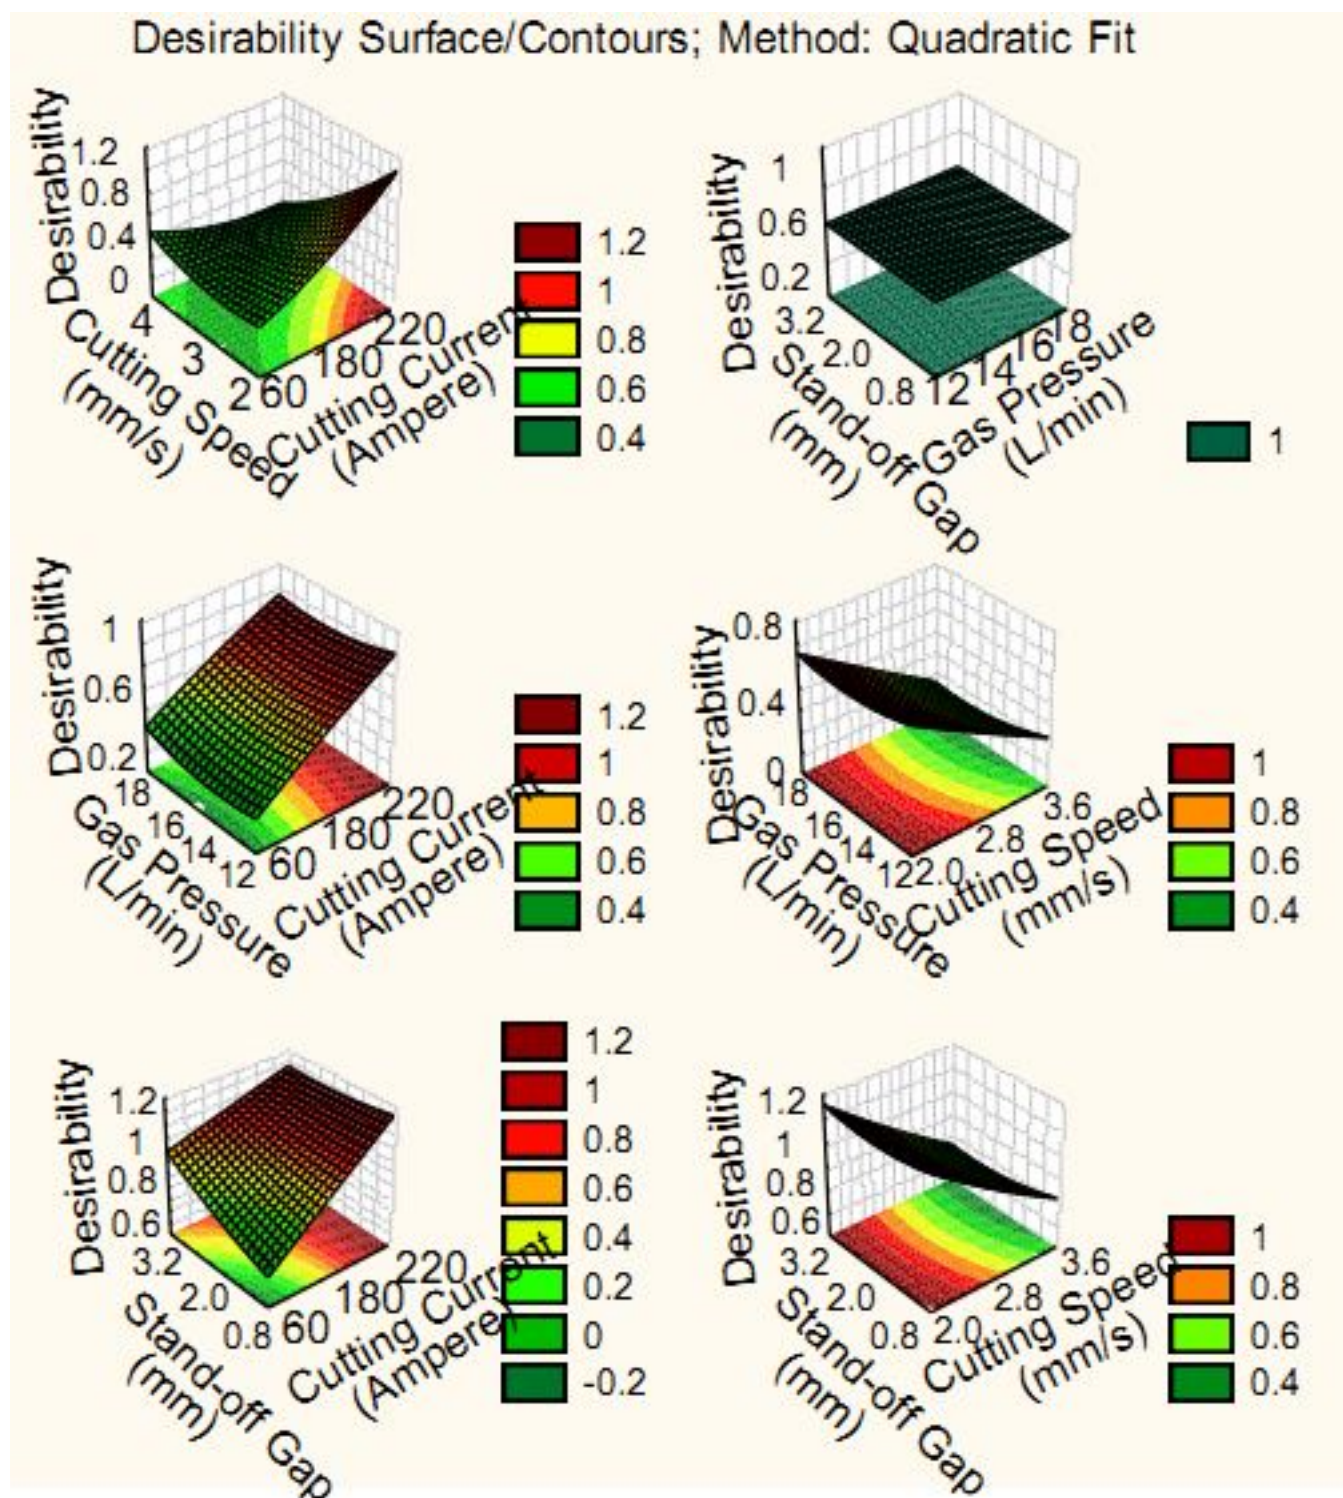 Desirability Surface/Contours; Method: Quadratic Fit
Desirability
1.2
0.8
0.4
0
4
3
2
Cutting Speed
(mm/s)
60
180
220
Cutting Current
(Ampere)
1.2
1
0.8
0.6
0.4
Desirability
1
0.6
0.2
3.2
2.0
0.8
Stand-off Gap
(mm)
12
14
16
18
Gas Pressure
(L/min)
1
Desirability
1
0.6
0.2
18
16
14
12
Gas Pressure
(L/min)
60
180
220
Cutting Current
(Ampere)
1.2
1
0.8
0.6
0.4
Desirability
0.8
0.4
0
18
16
14
12
Gas Pressure
(L/min)
2.0
2.8
3.6
Cutting Speed
(mm/s)
1
0.8
0.6
0.4
Desirability
1.2
1
0.8
0.6
3.2
2.0
0.8
Stand-off Gap
(mm)
60
180
220
Cutting Current
(Ampere)
1.2
1
0.8
0.6
0.4
0.2
0
-0.2
Desirability
1.2
1
0.8
0.6
3.2
2.0
0.8
Stand-off Gap
(mm)
2.0
2.8
3.6
Cutting Speed
(mm/s)
1
0.8
0.6
0.4